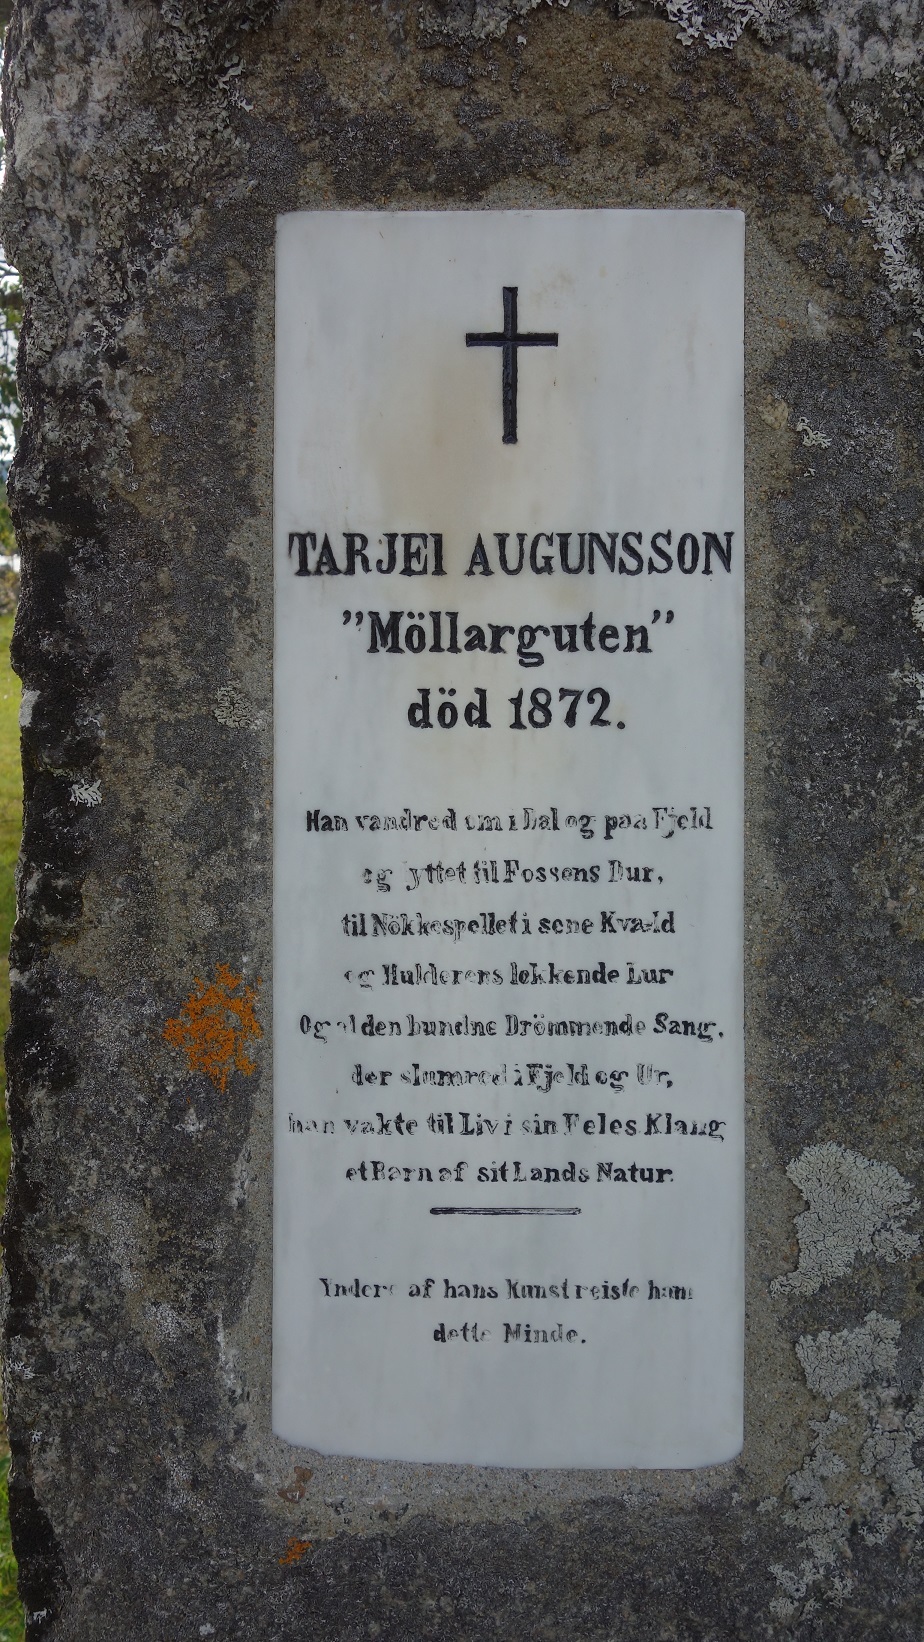 TARJEI AUGUNSSON
”Möllarguten”
död 1872.
Han vandred om i Dal og paa Fjeld
og lyttet til Fossens Dur,
til Nökkespellet i sene Kvæld
og Hulderens lokkende Lur
Og al den bundne Drömmende Sang,
der slumred i Fjeld og Ur,
han vakte til Liv i sin Feles Klang
et Barn af sit Lands Natur.
Yndere af hans Kunst reiste ham
dette Minde.